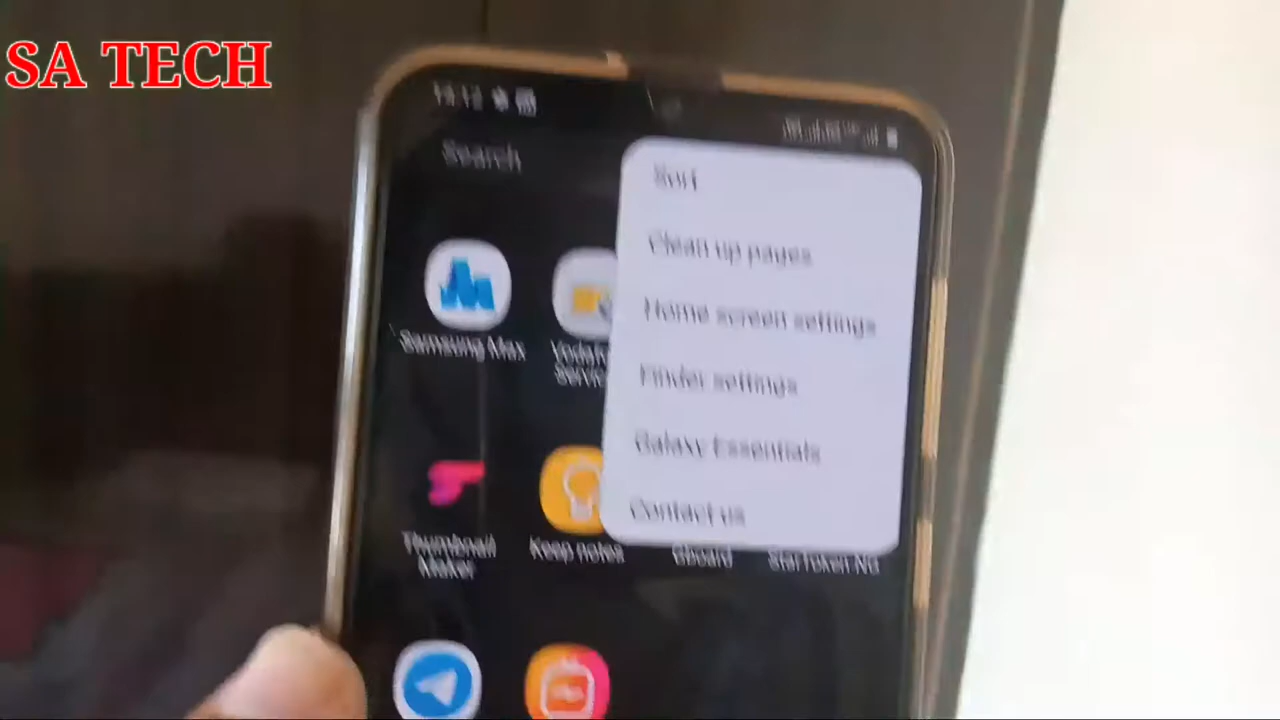 SA TECH
Search
Sort
Clean up pages
Home screen settings
Finder settings
Galaxy Essentials
Contact us
Samsung Max
Thumbnail
Maker
Keep notes
Gboard